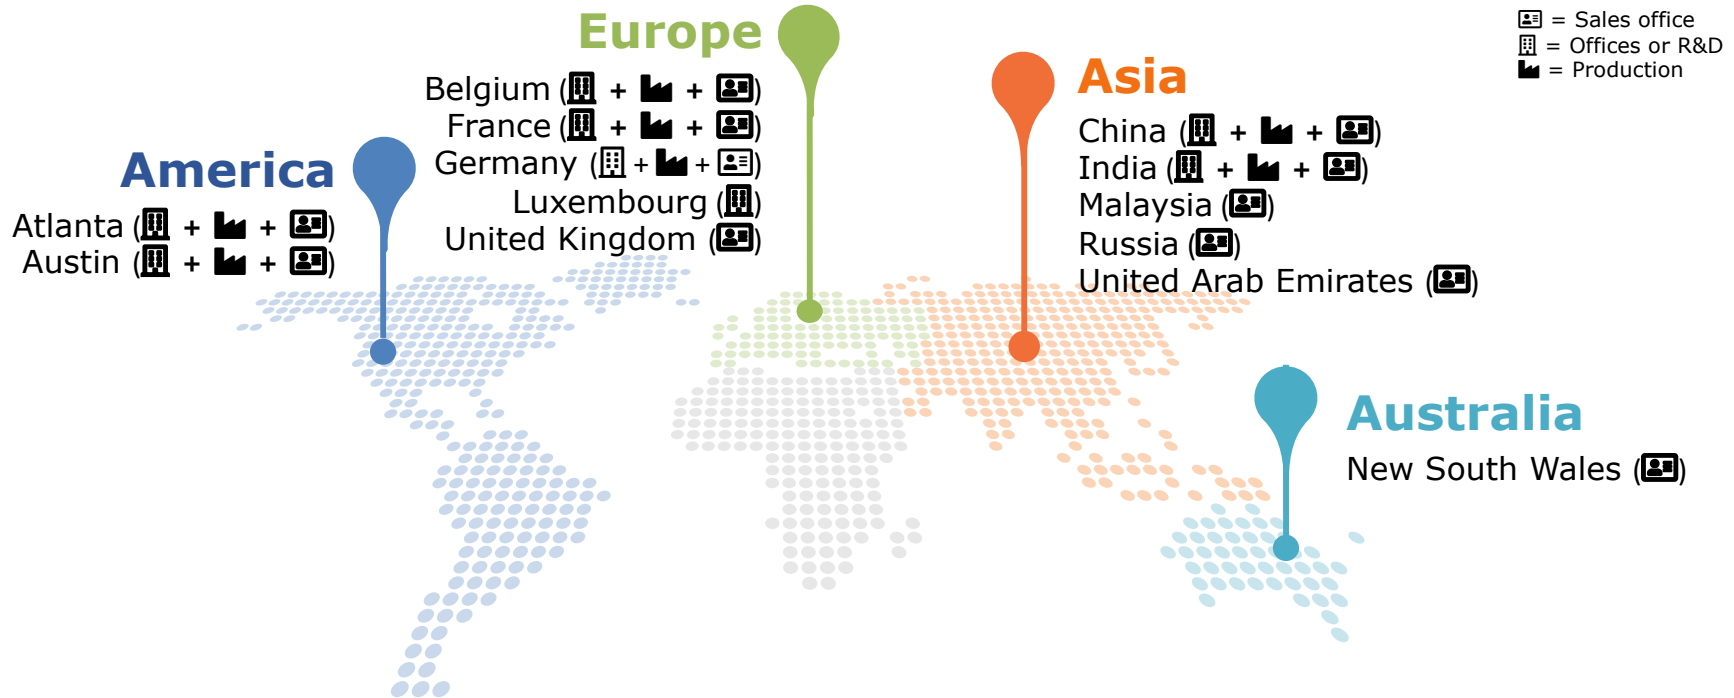 Europe
Belgium ( + + )
France ( + + )
Germany ( + + )
Luxembourg ( )
United Kingdom ( )
America
Atlanta ( + + )
Austin ( + + )
Asia
China ( + + )
India ( + + )
Malaysia ( )
Russia ( )
United Arab Emirates ( )
Australia
New South Wales ( )
= Sales office
= Offices or R&D
= Production